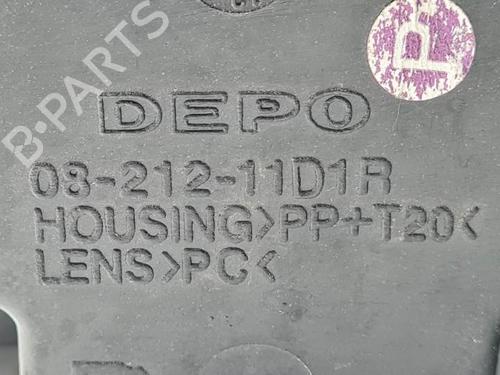 B·PARTS
R
DEPO
08-212-11D1R
HOUSING>PP+T20<
LENS>PC<